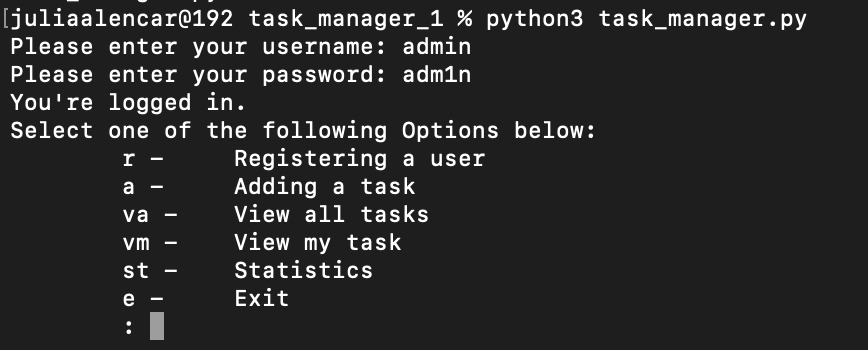 [juliaalencar@192 task_manager_1 % python3 task_manager.py
Please enter your username: admin
Please enter your password: adm1n
You're logged in.
Select one of the following Options below:
r – Registering a user
a – Adding a task
va – View all tasks
vm – View my task
st – Statistics
e – Exit
: